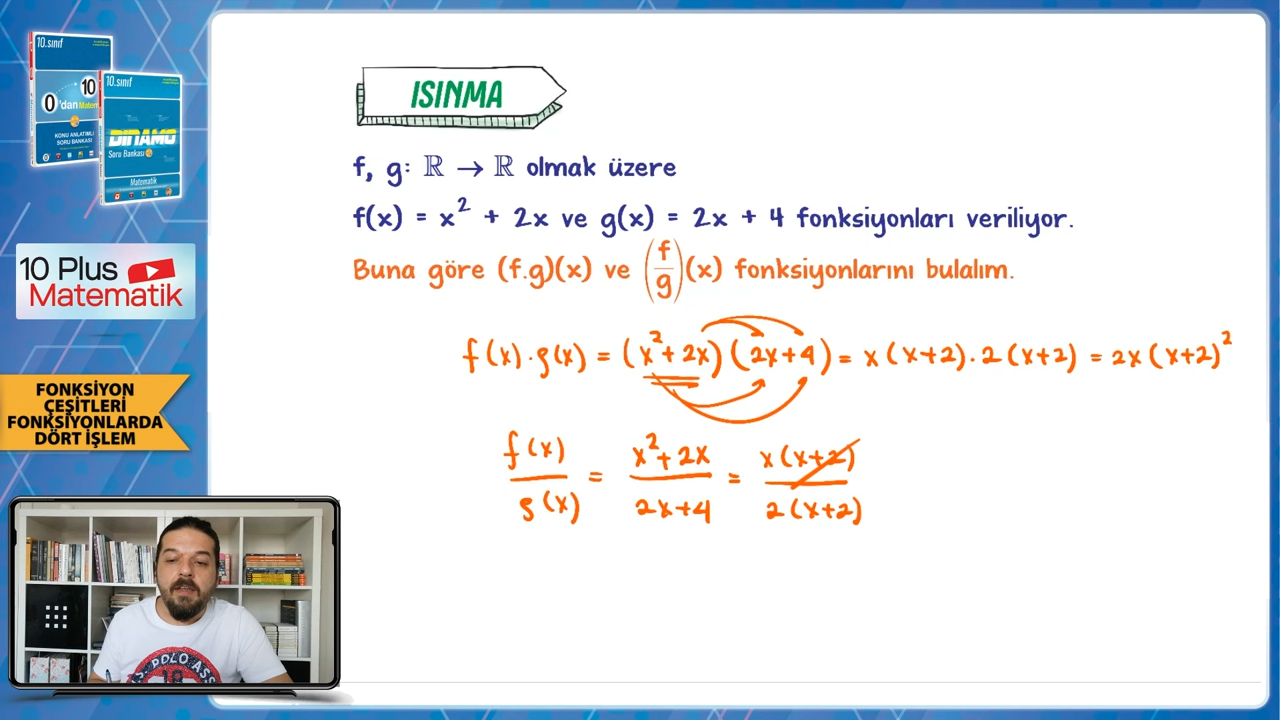 10.sınıf
0'dan 10 Matematik
KONU ANLATIMLI
SORU BANKASI
10.sınıf
DİNAMO
Soru Bankası
Matematik
10 Plus
Matematik
FONKSİYON
ÇEŞİTLERİ
FONKSİYONLARDA
DÖRT İŞLEM
ISINMA
f, g: ℝ → ℝ olmak üzere
f(x) = x² + 2x ve g(x) = 2x + 4 fonksiyonları veriliyor.
Buna göre (f.g)(x) ve (f/g)(x) fonksiyonlarını bulalım.
f(x)·g(x) = (x²+2x)(2x+4) = x(x+2)·2(x+2) = 2x(x+2)²
f(x)/g(x) = x²+2x/2x+4 = x(x+2)/2(x+2)
POLO ASS